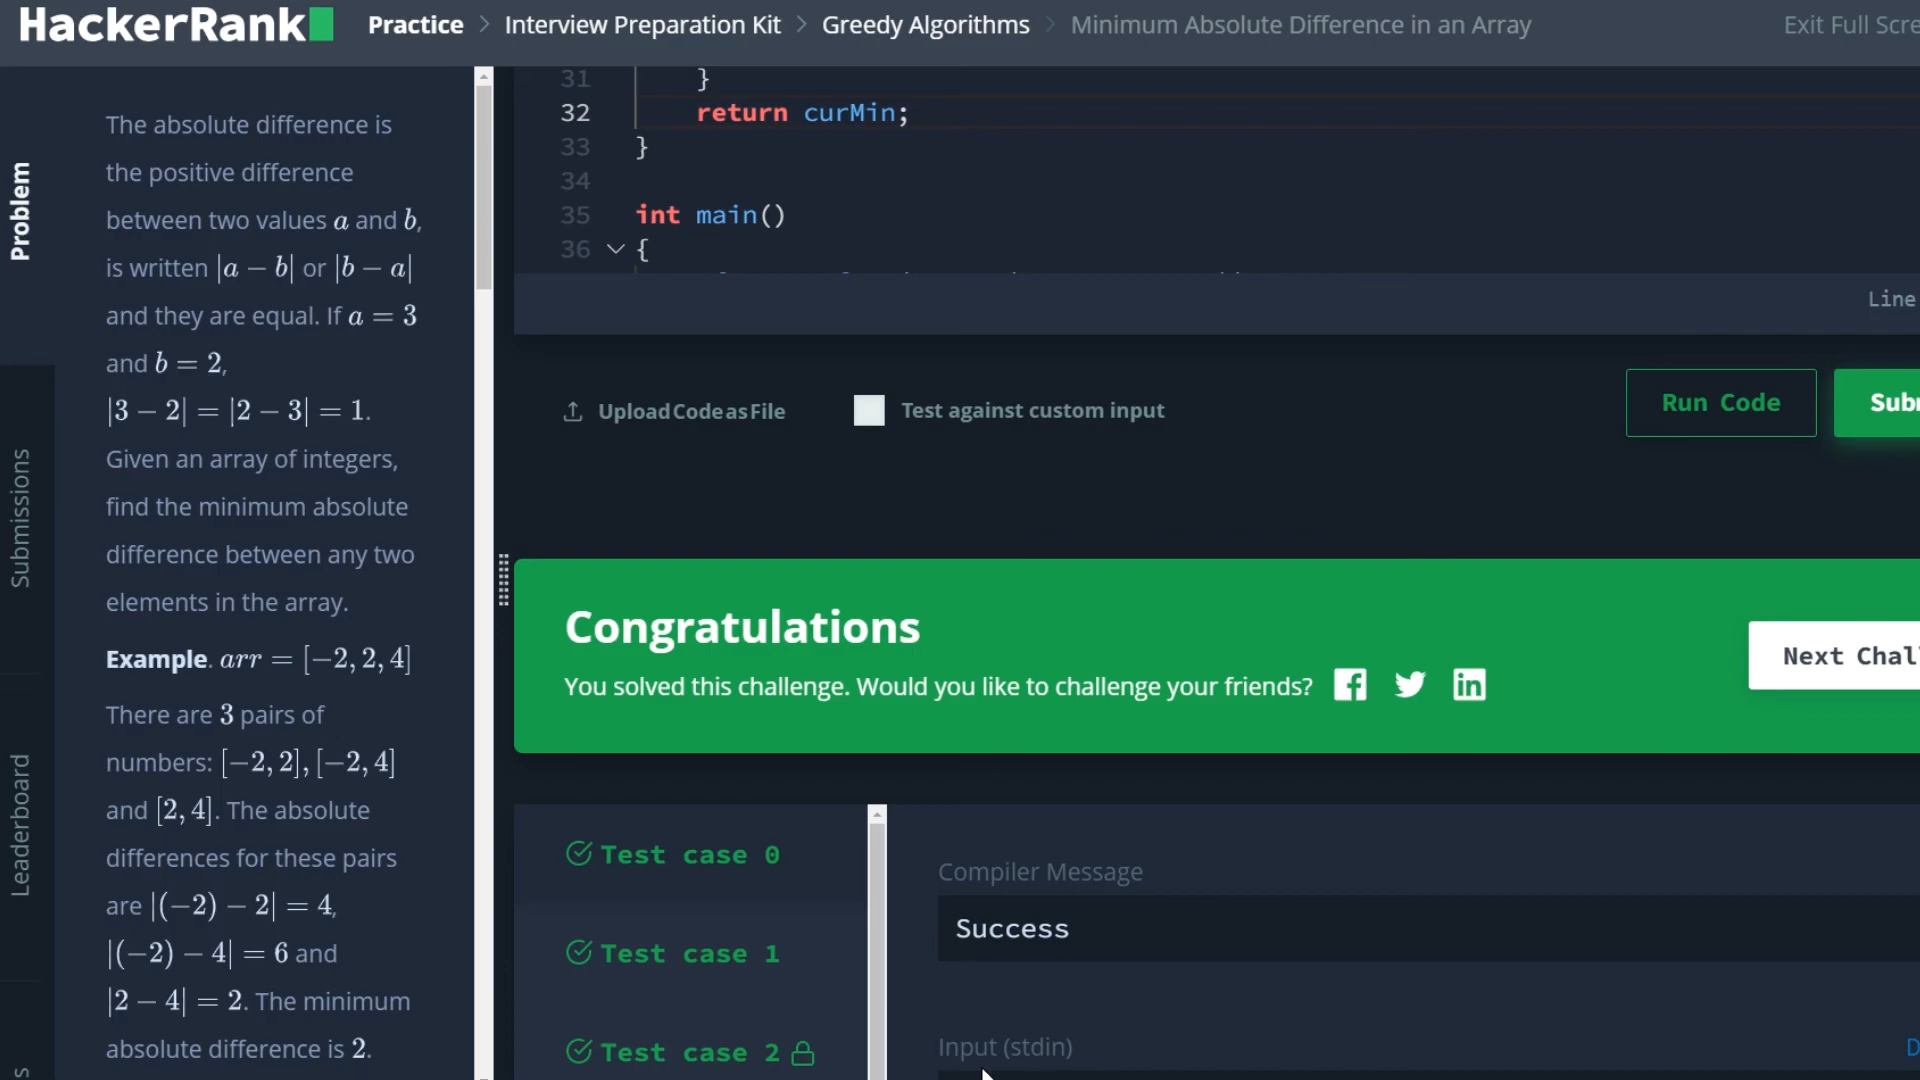 HackerRank
Practice > Interview Preparation Kit > Greedy Algorithms > Minimum Absolute Difference in an Array
Exit Full Scre
Problem
Submissions
Leaderboard
s
The absolute difference is
the positive difference
between two values a and b,
is written |a − b| or |b − a|
and they are equal. If a = 3
and b = 2,
|3 − 2| = |2 − 3| = 1.
Given an array of integers,
find the minimum absolute
difference between any two
elements in the array.
Example. arr = [−2, 2, 4]
There are 3 pairs of
numbers: [−2, 2], [−2, 4]
and [2, 4]. The absolute
differences for these pairs
are |(−2) − 2| = 4,
|(−2) − 4| = 6 and
|2 − 4| = 2. The minimum
absolute difference is 2.
31 }
32 return curMin;
33 }
34
35 int main()
36 {
Line
Upload Code as File
Test against custom input
Run Code
Subm
Congratulations
You solved this challenge. Would you like to challenge your friends?
Next Chal
Test case 0
Test case 1
Test case 2
Compiler Message
Success
Input (stdin)
D